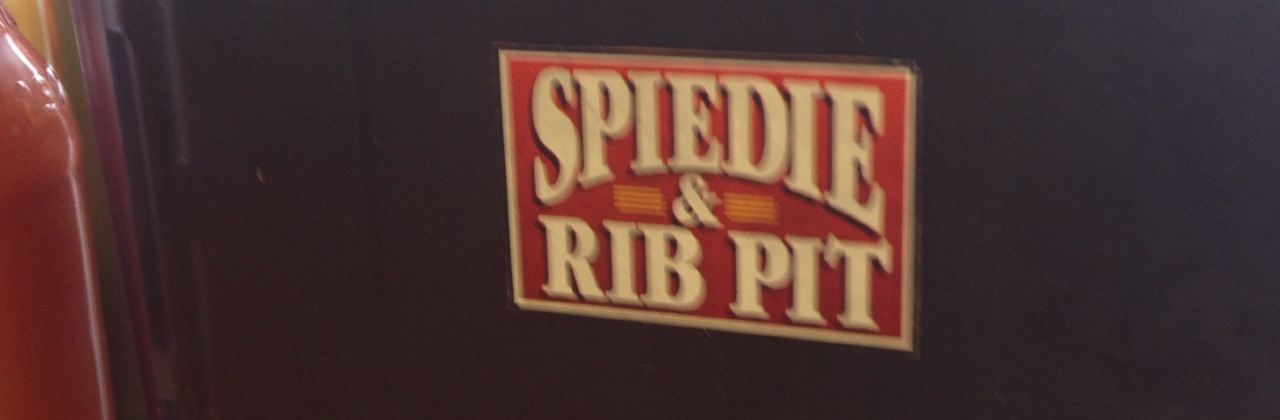 SPIEDIE
&
RIB PIT